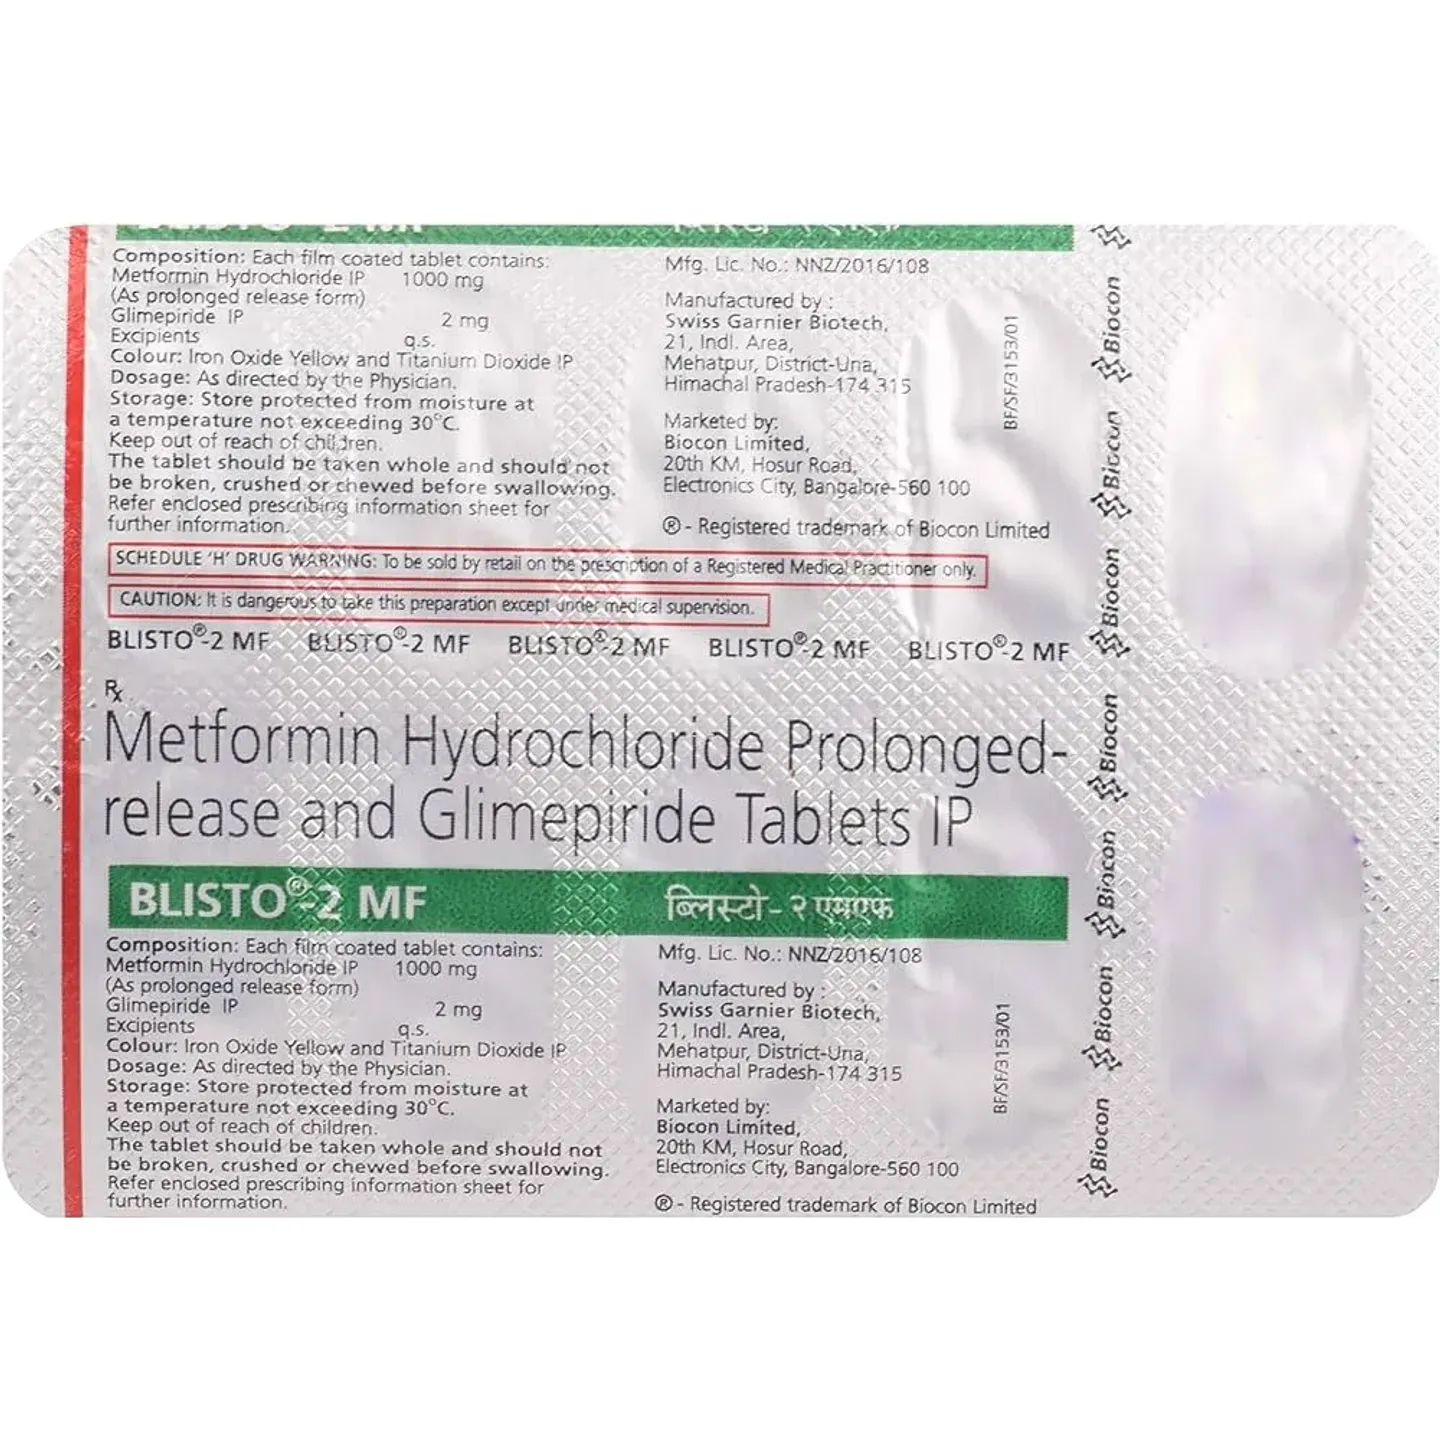 Composition: Each film coated tablet contains:
Metformin Hydrochloride IP 1000 mg
(As prolonged release form)
Glimepiride IP 2 mg
Excipients q.s.
Colour: Iron Oxide Yellow and Titanium Dioxide IP
Dosage: As directed by the Physician.
Storage: Store protected from moisture at
a temperature not exceeding 30°C.
Keep out of reach of children.
The tablet should be taken whole and should not
be broken, crushed or chewed before swallowing.
Refer enclosed prescribing information sheet for
further information.
Mfg. Lic. No.: NNZ/2016/108
Manufactured by :
Swiss Garnier Biotech,
21, Indl. Area,
Mehatpur, District-Una,
Himachal Pradesh-174 315
Marketed by:
Biocon Limited,
20th KM, Hosur Road,
Electronics City, Bangalore-560 100
® - Registered trademark of Biocon Limited
BF/SF/3153/01
SCHEDULE 'H' DRUG WARNING: To be sold by retail on the prescription of a Registered Medical Practitioner only.
CAUTION: It is dangerous to take this preparation except under medical supervision.
BLISTO®-2 MF BLISTO®-2 MF BLISTO®-2 MF BLISTO®-2 MF BLISTO®-2 MF
Rx
Metformin Hydrochloride Prolonged-
release and Glimepiride Tablets IP
BLISTO®-2 MF ब्लिस्टो - २ एमएफ
Composition: Each film coated tablet contains:
Metformin Hydrochloride IP 1000 mg
(As prolonged release form)
Glimepiride IP 2 mg
Excipients q.s.
Colour: Iron Oxide Yellow and Titanium Dioxide IP
Dosage: As directed by the Physician.
Storage: Store protected from moisture at
a temperature not exceeding 30°C.
Keep out of reach of children.
The tablet should be taken whole and should not
be broken, crushed or chewed before swallowing.
Refer enclosed prescribing information sheet for
further information.
Mfg. Lic. No.: NNZ/2016/108
Manufactured by :
Swiss Garnier Biotech,
21, Indl. Area,
Mehatpur, District-Una,
Himachal Pradesh-174 315
Marketed by:
Biocon Limited,
20th KM, Hosur Road,
Electronics City, Bangalore-560 100
® - Registered trademark of Biocon Limited
BF/SF/3153/01
Biocon Biocon Biocon Biocon Biocon Biocon Biocon